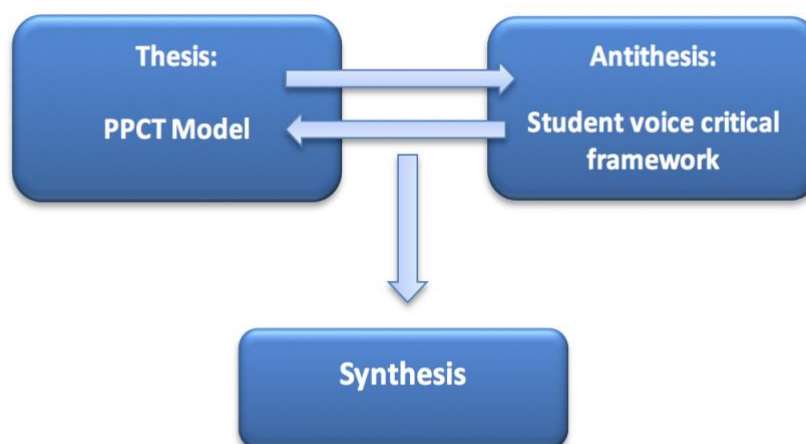 Thesis:
PPCT Model
Antithesis:
Student voice critical
framework
Synthesis